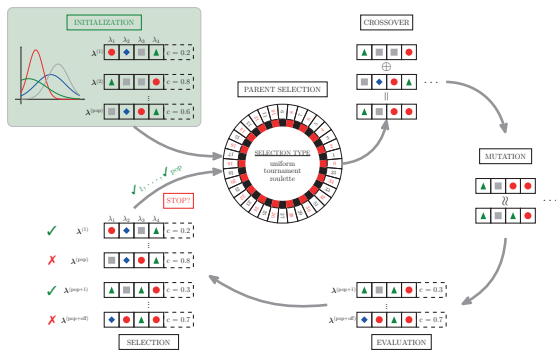 INITIALIZATION
λ₁ λ₂ λ₃ λ₄
λ⁽¹⁾ c = 0.2
λ⁽²⁾ c = 0.8
⋮
λ⁽ᵖᵒᵖ⁾ c = 0.6
CROSSOVER
⊕
=
· · ·
PARENT SELECTION
SELECTION TYPE
uniform
tournament
roulette
MUTATION
≈
· · ·
1, . . . , pop
STOP?
λ₁ λ₂ λ₃ λ₄
✓ λ⁽¹⁾ c = 0.2
⋮
✗ λ⁽ᵖᵒᵖ⁾ c = 0.8
✓ λ⁽ᵖᵒᵖ⁺¹⁾ c = 0.3
⋮
✗ λ⁽ᵖᵒᵖ⁺ᵒᶠᶠ⁾ c = 0.7
SELECTION
λ⁽ᵖᵒᵖ⁺¹⁾ c = 0.3
⋮
λ⁽ᵖᵒᵖ⁺ᵒᶠᶠ⁾ c = 0.7
EVALUATION